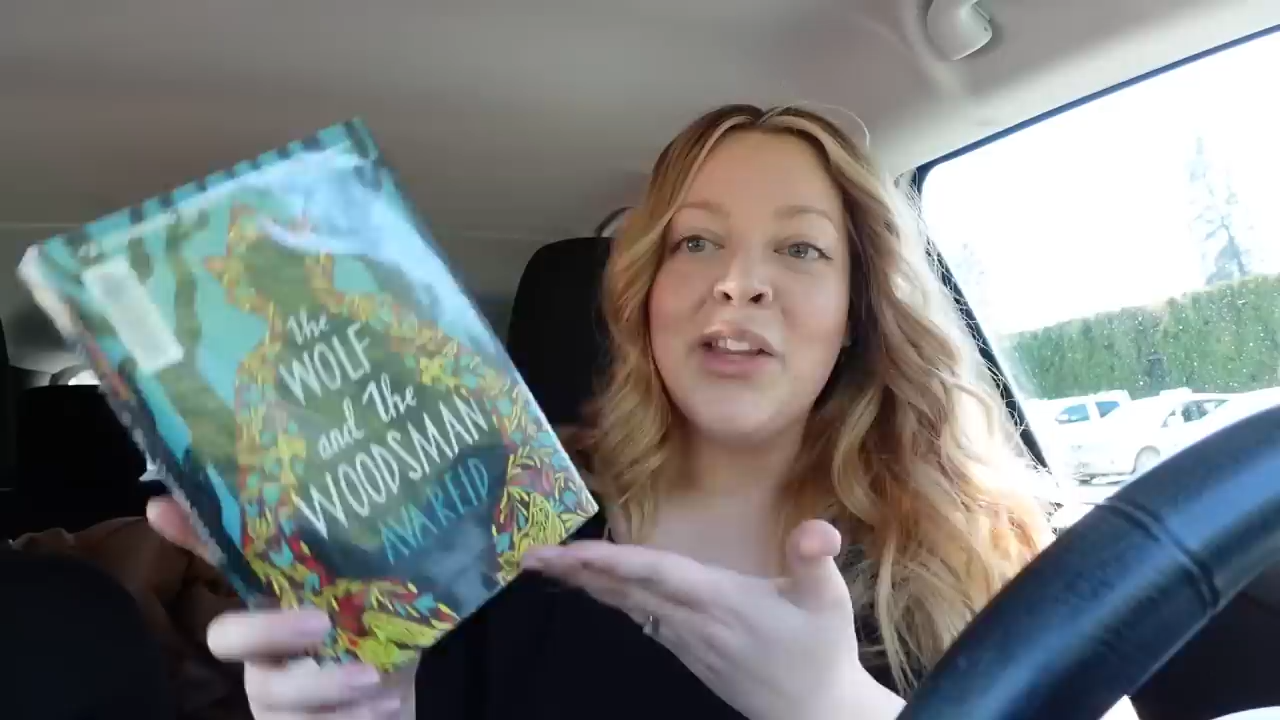 the
WOLF
and the
WOODSMAN
AVA REID